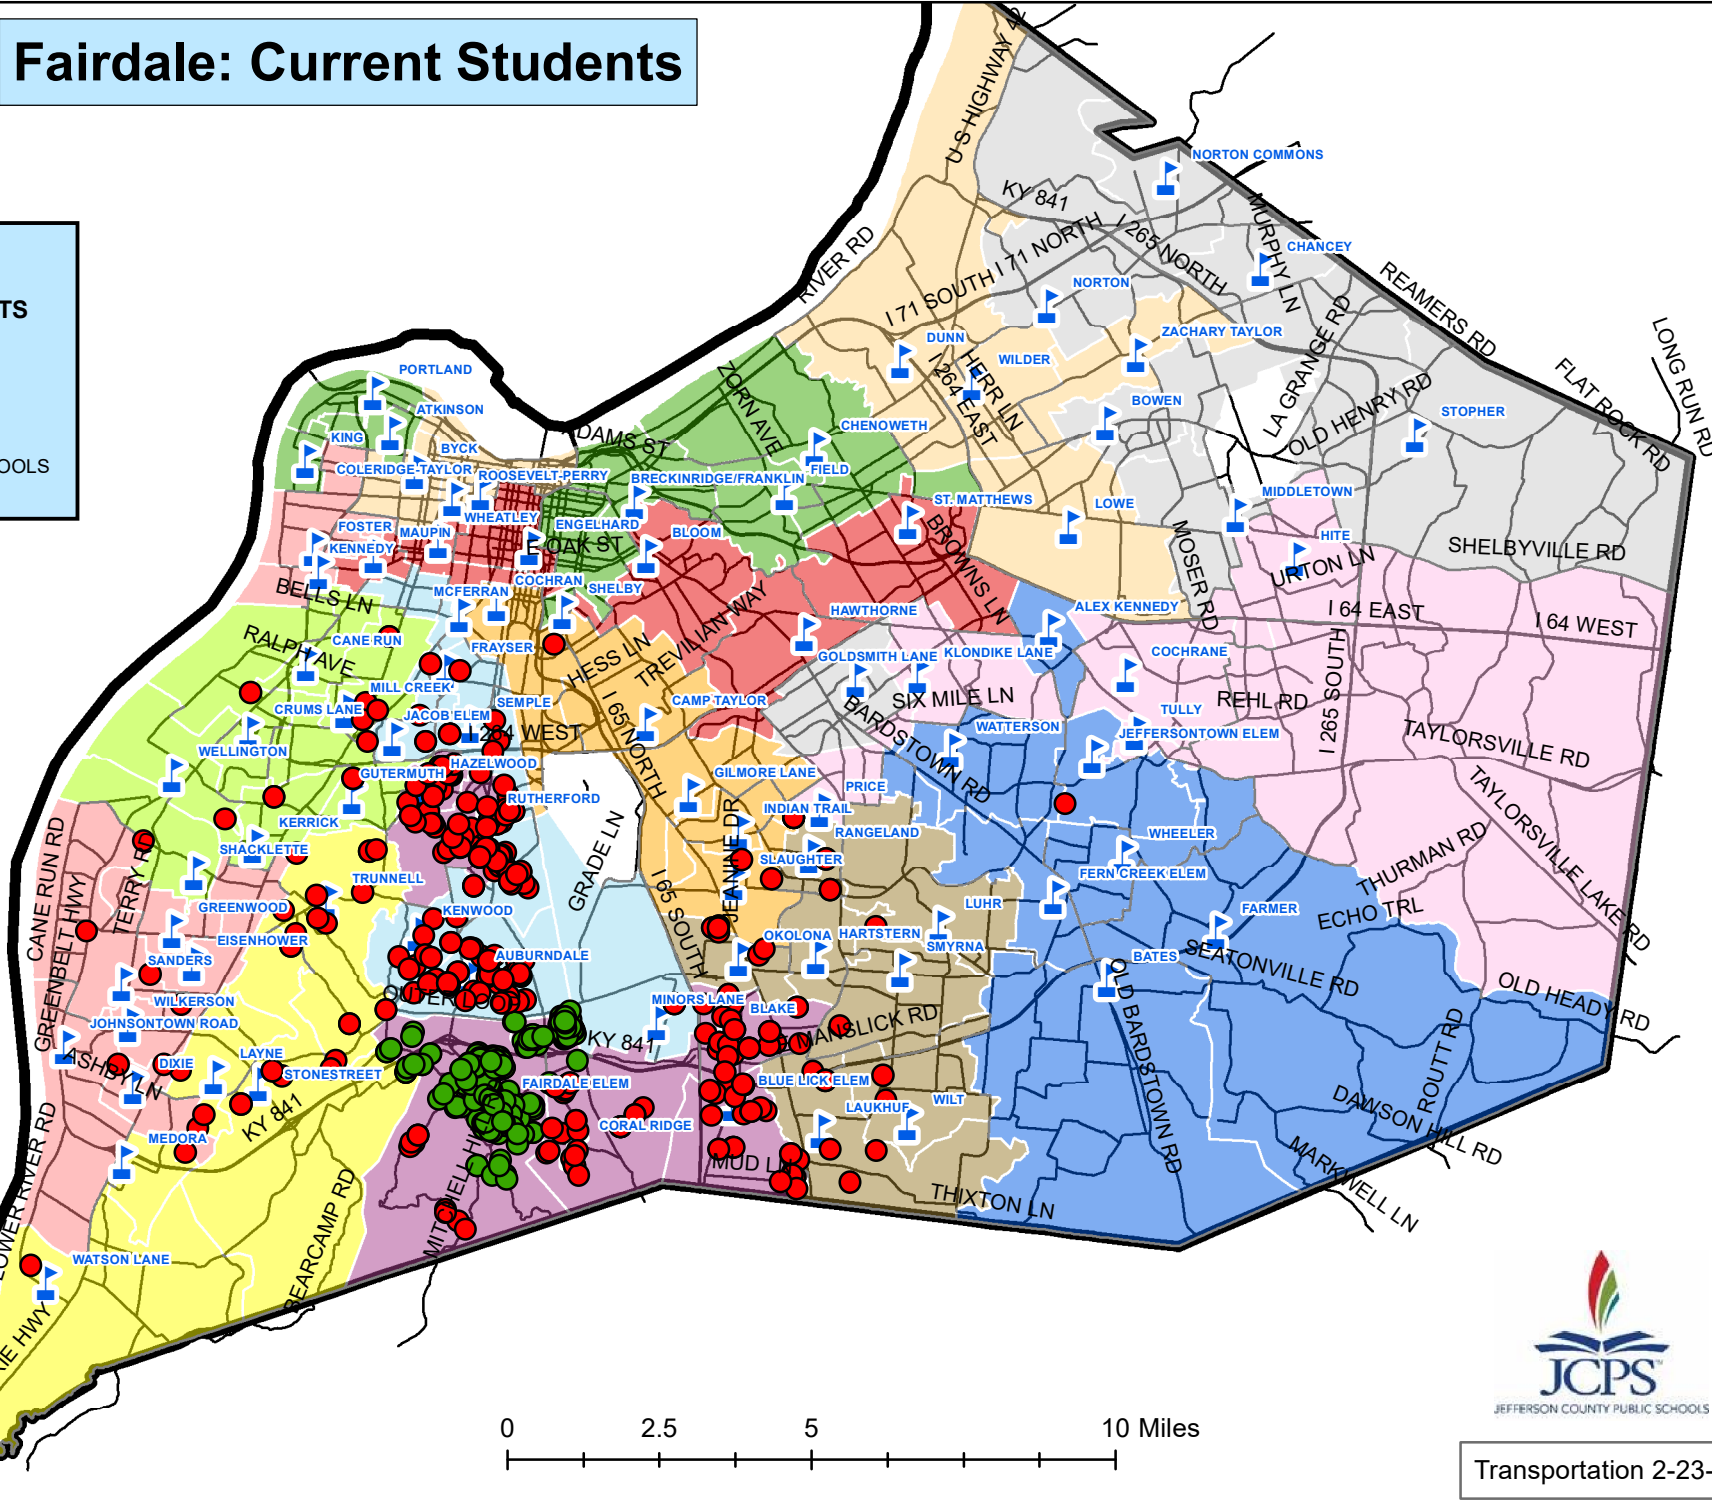 Fairdale: Current Students
TS
OOLS
U S HIGHWAY 42
NORTON COMMONS
KY 841
MURPHY LN
I 265 NORTH
I 71 NORTH
CHANCEY
RIVER RD
I 71 SOUTH
NORTON
REAMERS RD
LONG RUN RD
ZACHARY TAYLOR
DUNN
WILDER
HERR LN
I 264 EAST
LA GRANGE RD
FLAT ROCK RD
PORTLAND
ZORN AVE
BOWEN
OLD HENRY RD
STOPHER
ATKINSON
KING
BYCK
DAMS ST
CHENOWETH
COLERIDGE-TAYLOR
ROOSEVELT-PERRY
BRECKINRIDGE/FRANKLIN
FIELD
ST. MATTHEWS
LOWE
MIDDLETOWN
FOSTER
MAUPIN
WHEATLEY
ENGELHARD
BLOOM
BROWNS LN
MOSER RD
HITE
KENNEDY
E OAK ST
URTON LN
SHELBYVILLE RD
BELLS LN
MCFERRAN
COCHRAN
SHELBY
HAWTHORNE
ALEX KENNEDY
I 64 EAST
I 64 WEST
RALPH AVE
CANE RUN
FRAYSER
HESS LN
TREVILIAN WAY
GOLDSMITH LANE
KLONDIKE LANE
COCHRANE
I 265 SOUTH
MILL CREEK
CRUMS LANE
JACOB ELEM
SEMPLE
I 264 WEST
I 65 NORTH
CAMP TAYLOR
SIX MILE LN
BARDSTOWN RD
WATTERSON
REHL RD
TULLY
JEFFERSONTOWN ELEM
TAYLORSVILLE RD
WELLINGTON
GUTERMUTH
HAZELWOOD
GILMORE LANE
PRICE
RUTHERFORD
INDIAN TRAIL
RANGELAND
TAYLORSVILLE LAKE RD
CANE RUN RD
KERRICK
SHACKLETTE
GRADE LN
JEANINE DR
SLAUGHTER
WHEELER
THURMAN RD
GREENBELT HWY
TERRY RD
TRUNNELL
FERN CREEK ELEM
GREENWOOD
KENWOOD
I 65 SOUTH
LUHR
FARMER
ECHO TRL
EISENHOWER
AUBURNDALE
OKOLONA
HARTSTERN
SMYRNA
BATES
SEATONVILLE RD
SANDERS
WILKERSON
MINORS LANE
BLAKE
OLD HEADY RD
JOHNSONTOWN ROAD
KY 841
E MANSLICK RD
OLD BARDSTOWN RD
ROUTT RD
ASHBY LN
DIXIE
LAYNE
STONESTREET
FAIRDALE ELEM
BLUE LICK ELEM
WILT
LOWER RIVER RD
KY 841
CORAL RIDGE
DAWSON HILL RD
MEDORA
MUD LN
MARKWELL LN
BEARCAMP RD
THIXTON LN
WATSON LANE
JCPS
JEFFERSON COUNTY PUBLIC SCHOOLS
0 2.5 5 10 Miles
Transportation 2-23-